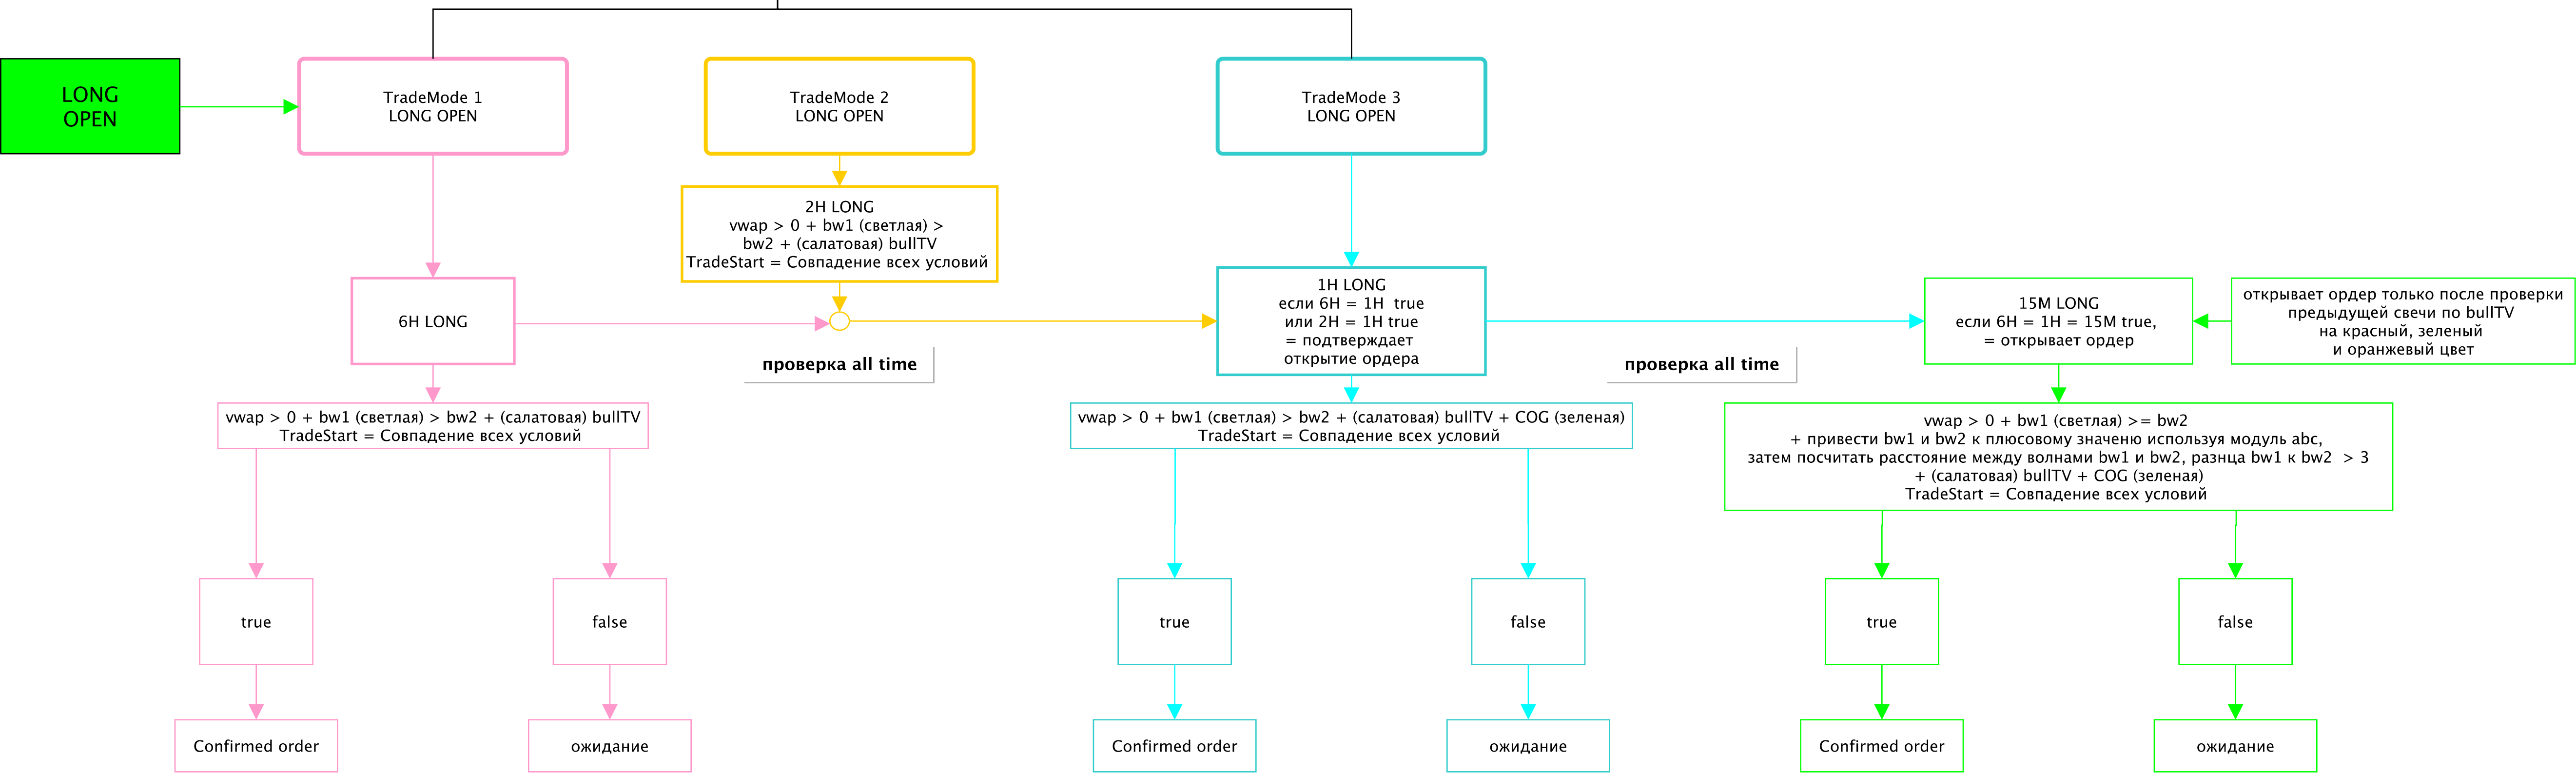 LONG
OPEN
TradeMode 1
LONG OPEN
TradeMode 2
LONG OPEN
TradeMode 3
LONG OPEN
2H LONG
vwap > 0 + bw1 (светлая) >
bw2 + (салатовая) bullTV
TradeStart = Совпадение всех условий
6H LONG
проверка all time
1H LONG
если 6H = 1H true
или 2H = 1H true
= подтверждает
открытие ордера
проверка all time
15M LONG
если 6H = 1H = 15M true,
= открывает ордер
открывает ордер только после проверки
предыдущей свечи по bullTV
на красный, зеленый
и оранжевый цвет
vwap > 0 + bw1 (светлая) > bw2 + (салатовая) bullTV
TradeStart = Совпадение всех условий
vwap > 0 + bw1 (светлая) > bw2 + (салатовая) bullTV + COG (зеленая)
TradeStart = Совпадение всех условий
vwap > 0 + bw1 (светлая) >= bw2
+ привести bw1 и bw2 к плюсовому значеню используя модуль abc,
затем посчитать расстояние между волнами bw1 и bw2, разнца bw1 к bw2 > 3
+ (салатовая) bullTV + COG (зеленая)
TradeStart = Совпадение всех условий
true
false
true
false
true
false
Confirmed order
ожидание
Confirmed order
ожидание
Confirmed order
ожидание